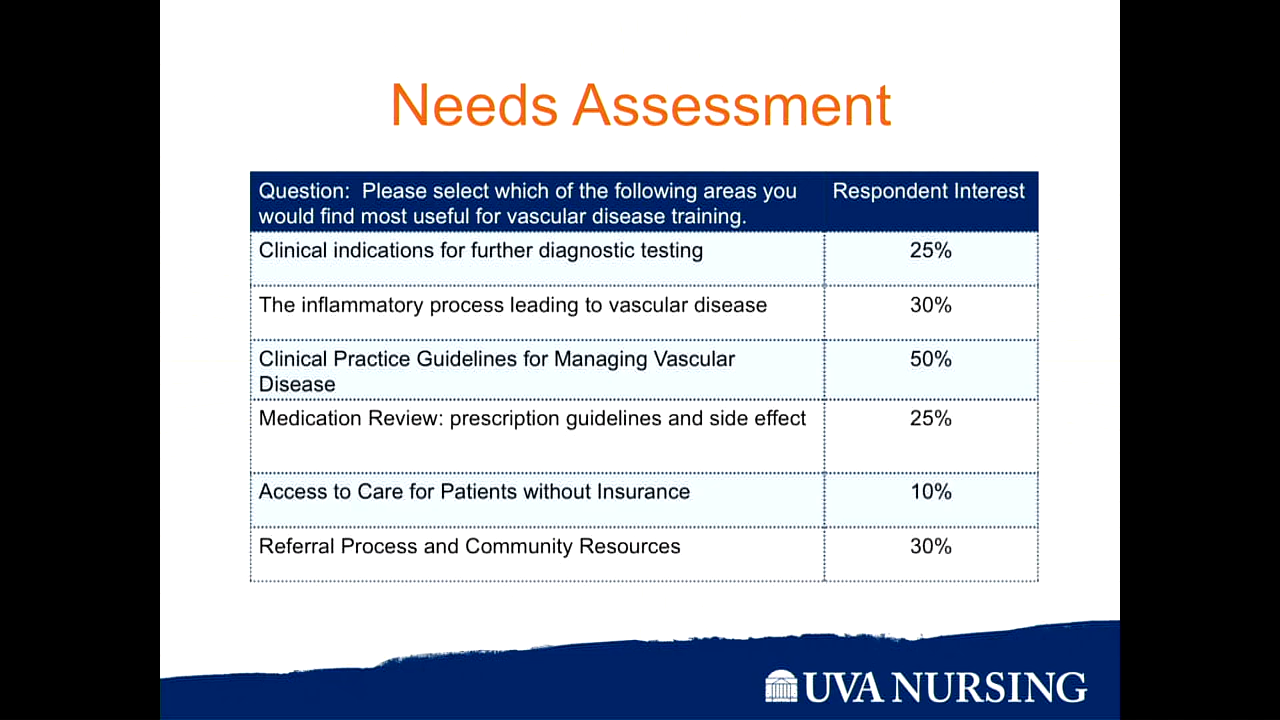 Needs Assessment
Question:  Please select which of the following areas you would find most useful for vascular disease training.
Respondent Interest
Clinical indications for further diagnostic testing
25%
The inflammatory process leading to vascular disease
30%
Clinical Practice Guidelines for Managing Vascular
Disease
50%
Medication Review: prescription guidelines and side effect
25%
Access to Care for Patients without Insurance
10%
Referral Process and Community Resources
30%
UVA NURSING